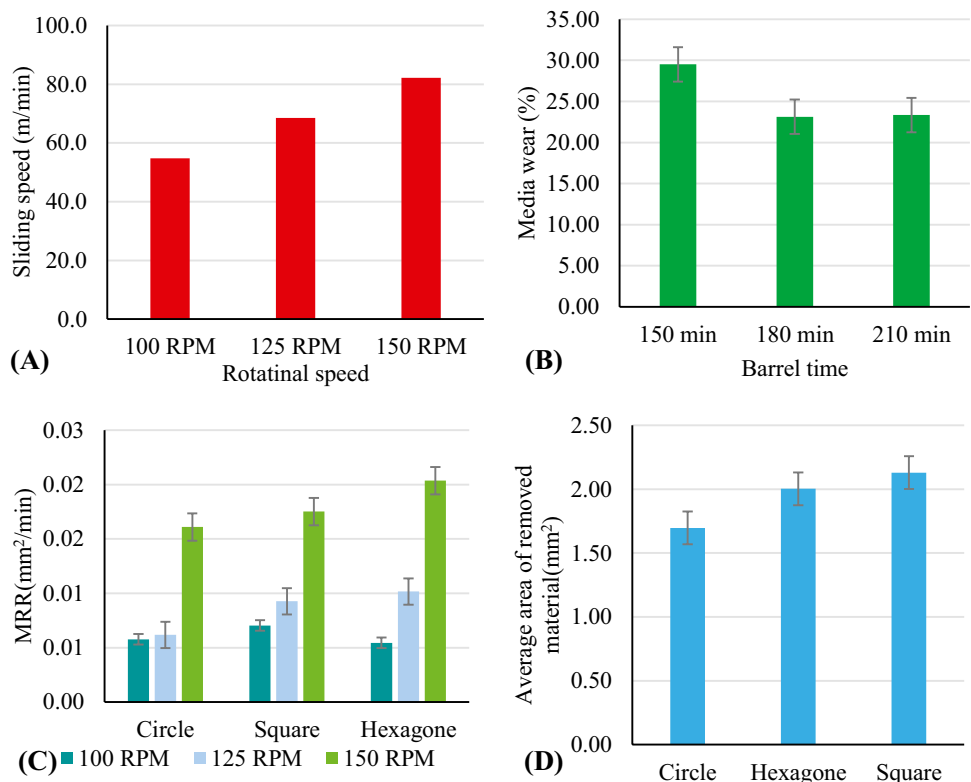 100.0
80.0
60.0
40.0
20.0
0.0
Sliding speed (m/min)
100 RPM 125 RPM 150 RPM
Rotatinal speed
(A)
35.00
30.00
25.00
20.00
15.00
10.00
5.00
0.00
Media wear (%)
150 min 180 min 210 min
Barrel time
(B)
0.03
0.02
0.02
0.01
0.01
0.00
MRR(mm²/min)
Circle Square Hexagone
(C) 100 RPM 125 RPM 150 RPM
2.50
2.00
1.50
1.00
0.50
0.00
Average area of removed
material(mm²)
Circle Hexagone Square
(D)